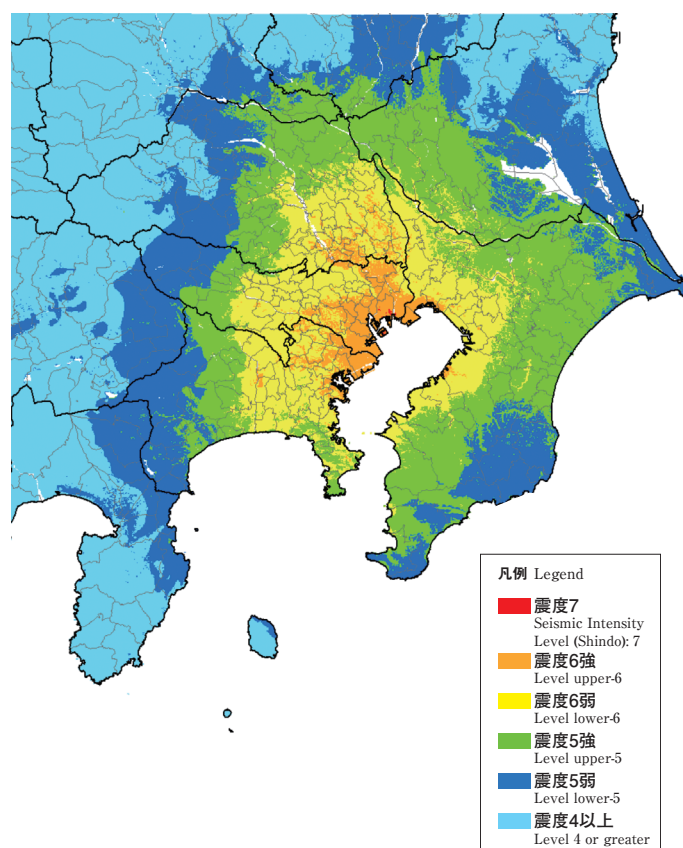 凡例 Legend
震度7
Seismic Intensity
Level (Shindo): 7
震度6強
Level upper-6
震度6弱
Level lower-6
震度5強
Level upper-5
震度5弱
Level lower-5
震度4以上
Level 4 or greater